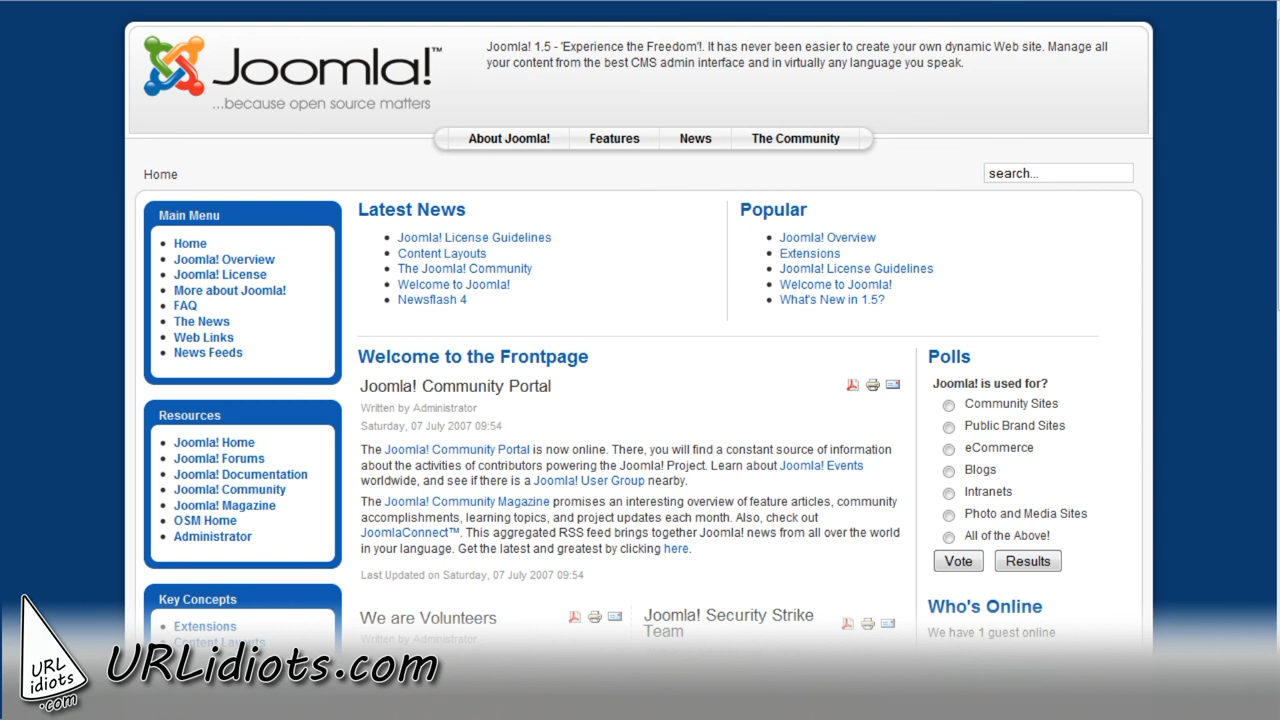 Joomla!™
...because open source matters
Joomla! 1.5 - 'Experience the Freedom'!. It has never been easier to create your own dynamic Web site. Manage all
your content from the best CMS admin interface and in virtually any language you speak.
About Joomla! Features News The Community
Home
search...
Main Menu
Home
Joomla! Overview
Joomla! License
More about Joomla!
FAQ
The News
Web Links
News Feeds
Resources
Joomla! Home
Joomla! Forums
Joomla! Documentation
Joomla! Community
Joomla! Magazine
OSM Home
Administrator
Key Concepts
Extensions
Content Layouts
Latest News
Joomla! License Guidelines
Content Layouts
The Joomla! Community
Welcome to Joomla!
Newsflash 4
Popular
Joomla! Overview
Extensions
Joomla! License Guidelines
Welcome to Joomla!
What's New in 1.5?
Welcome to the Frontpage
Joomla! Community Portal
Written by Administrator
Saturday, 07 July 2007 09:54
The Joomla! Community Portal is now online. There, you will find a constant source of information
about the activities of contributors powering the Joomla! Project. Learn about Joomla! Events
worldwide, and see if there is a Joomla! User Group nearby.
The Joomla! Community Magazine promises an interesting overview of feature articles, community
accomplishments, learning topics, and project updates each month. Also, check out
JoomlaConnect™. This aggregated RSS feed brings together Joomla! news from all over the world
in your language. Get the latest and greatest by clicking here.
Last Updated on Saturday, 07 July 2007 09:54
We are Volunteers
Written by Administrator
Joomla! Security Strike
Team
Polls
Joomla! is used for?
Community Sites
Public Brand Sites
eCommerce
Blogs
Intranets
Photo and Media Sites
All of the Above!
Vote Results
Who's Online
We have 1 guest online
URL
idiots
.com
URLidiots.com